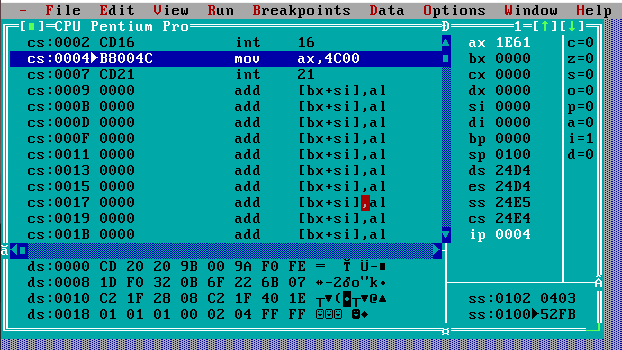 - File Edit View Run Breakpoints Data Options Window Help
[■]=CPU Pentium Pro 1=[↑][↓]
cs:0002 CD16 int 16 ax 1E61 c=0
cs:0004►B8004C mov ax,4C00 bx 0000 z=0
cs:0007 CD21 int 21 cx 0000 s=0
cs:0009 0000 add [bx+si],al dx 0000 o=0
cs:000B 0000 add [bx+si],al si 0000 p=0
cs:000D 0000 add [bx+si],al di 0000 a=0
cs:000F 0000 add [bx+si],al bp 0000 i=1
cs:0011 0000 add [bx+si],al sp 0100 d=0
cs:0013 0000 add [bx+si],al ds 24D4
cs:0015 0000 add [bx+si],al es 24D4
cs:0017 0000 add [bx+si],al ss 24E5
cs:0019 0000 add [bx+si],al cs 24E4
cs:001B 0000 add [bx+si],al ip 0004
ds:0000 CD 20 20 9B 00 9A F0 FE
ds:0008 1D F0 32 0B 6F 22 6B 07
ds:0010 C2 1F 28 08 C2 1F 40 1E ss:0102 0403
ds:0018 01 01 01 00 02 04 FF FF ss:0100►52FB